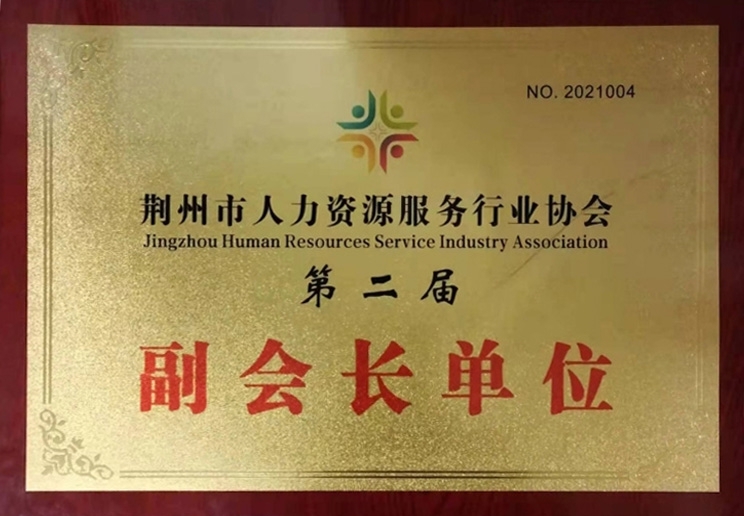 NO. 2021004
荆州市人力资源服务行业协会
Jingzhou Human Resources Service Industry Association
第二届
副会长单位